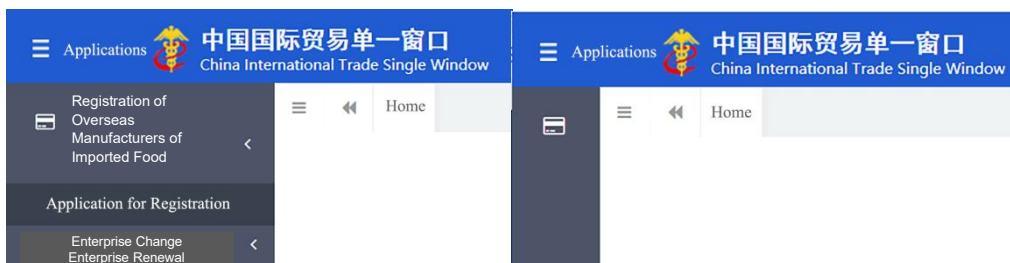 Applications
中国国际贸易单一窗口
China International Trade Single Window
Registration of
Overseas
Manufacturers of
Imported Food
Home
Application for Registration
Enterprise Change
Enterprise Renewal
Applications
中国国际贸易单一窗口
China International Trade Single Window
Home